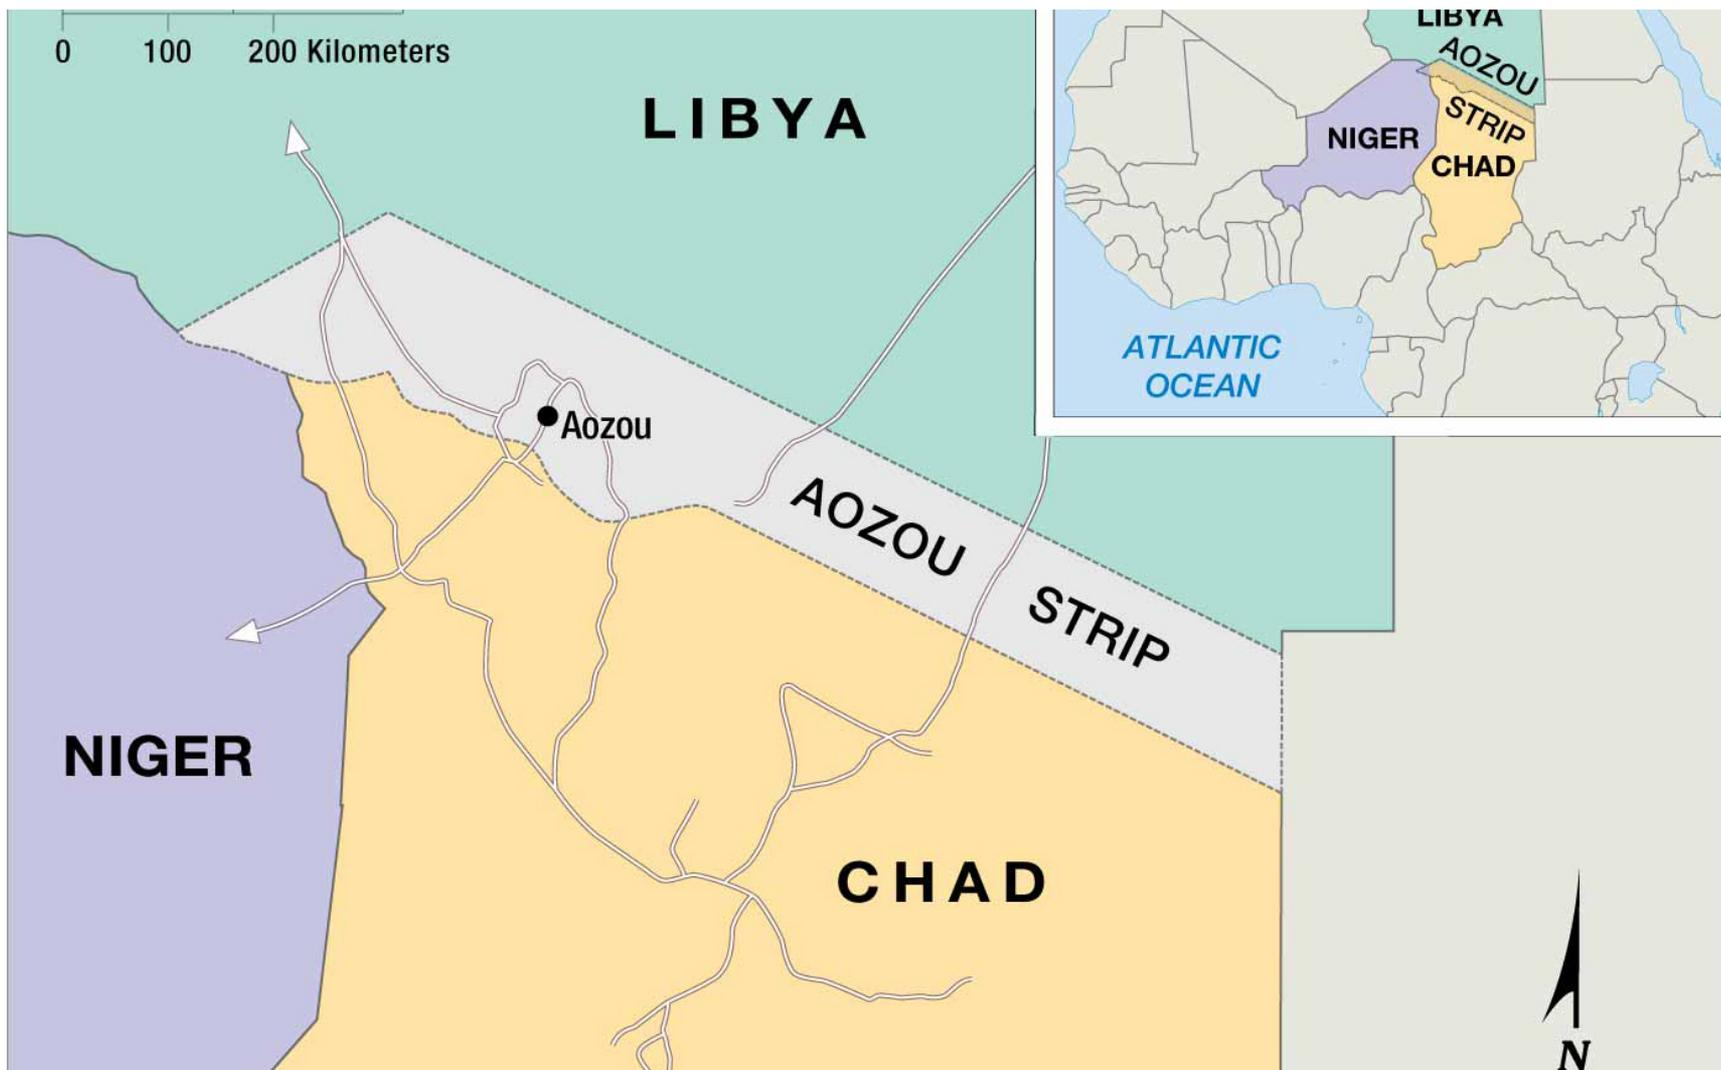 0 100 200 Kilometers
LIBYA
Aozou
AOZOU STRIP
NIGER
CHAD
N
LIBYA
AOZOU
STRIP
NIGER
CHAD
ATLANTIC
OCEAN